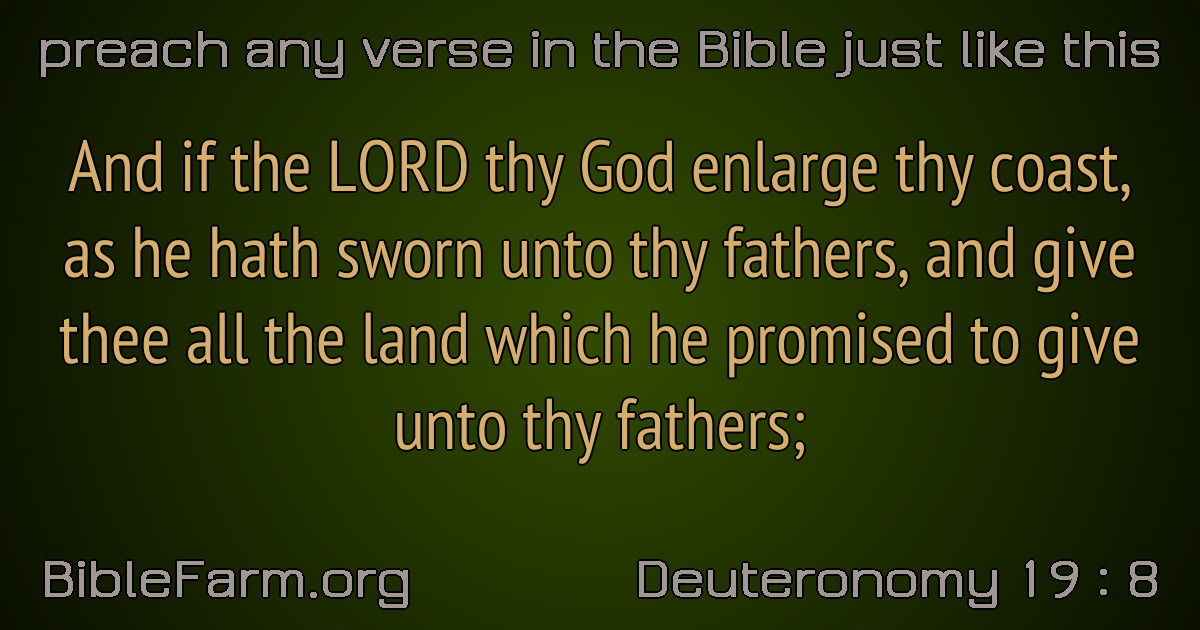 preach any verse in the Bible just like this
And if the LORD thy God enlarge thy coast,
as he hath sworn unto thy fathers, and give
thee all the land which he promised to give
unto thy fathers;
BibleFarm.org
Deuteronomy 19 : 8